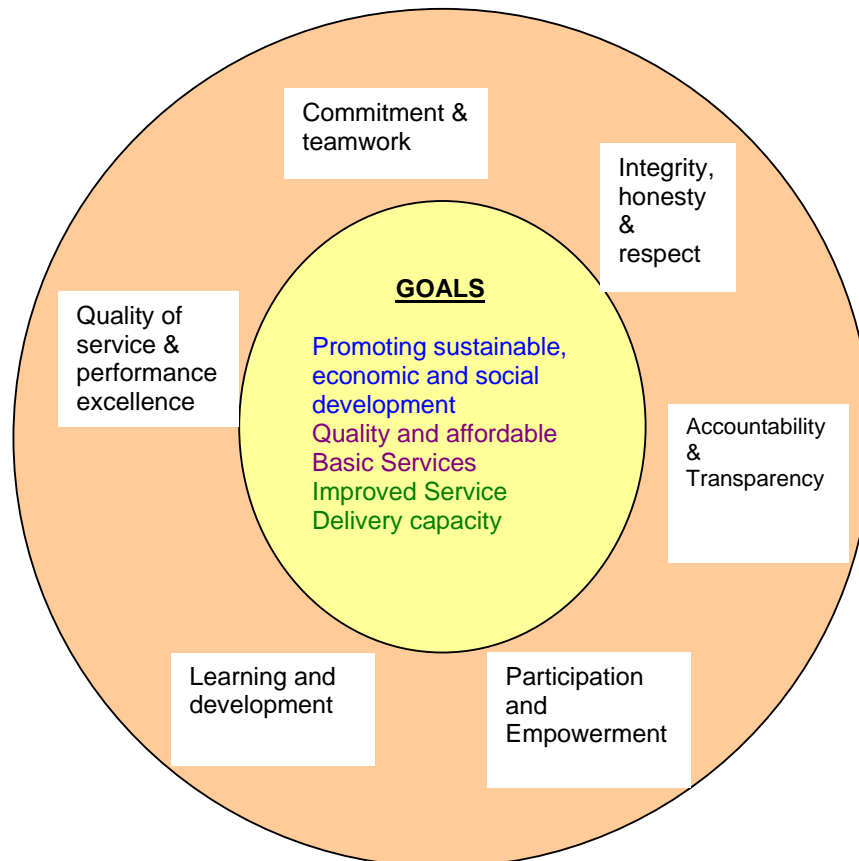 Commitment &
teamwork
Integrity,
honesty
&
respect
GOALS
Promoting sustainable,
economic and social
development
Quality and affordable
Basic Services
Improved Service
Delivery capacity
Quality of
service &
performance
excellence
Accountability
&
Transparency
Learning and
development
Participation
and
Empowerment